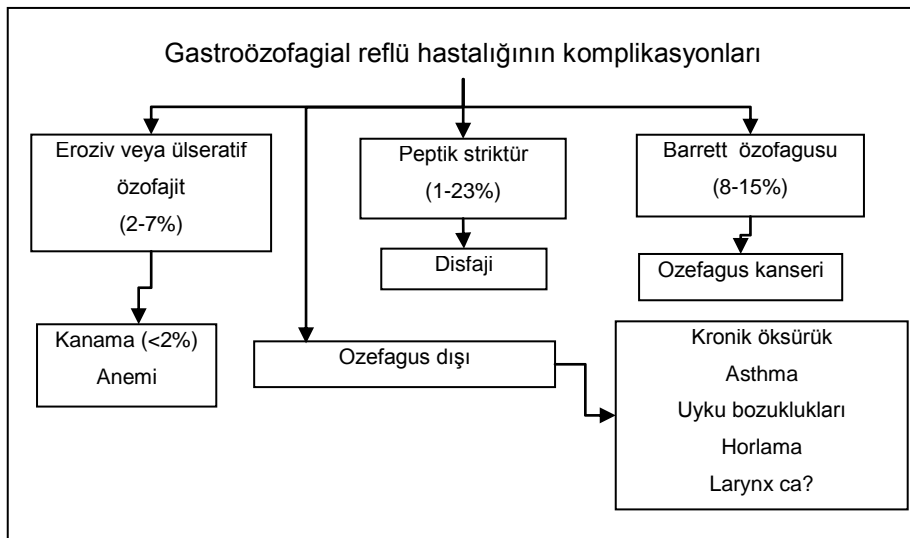 Gastroözofagial reflü hastalığının komplikasyonları
Eroziv veya ülseratif
özofajit
(2-7%)
Peptik striktür
(1-23%)
Barrett özofagusu
(8-15%)
Disfaji
Ozefagus kanseri
Kanama (<2%)
Anemi
Ozefagus dışı
Kronik öksürük
Asthma
Uyku bozuklukları
Horlama
Larynx ca?